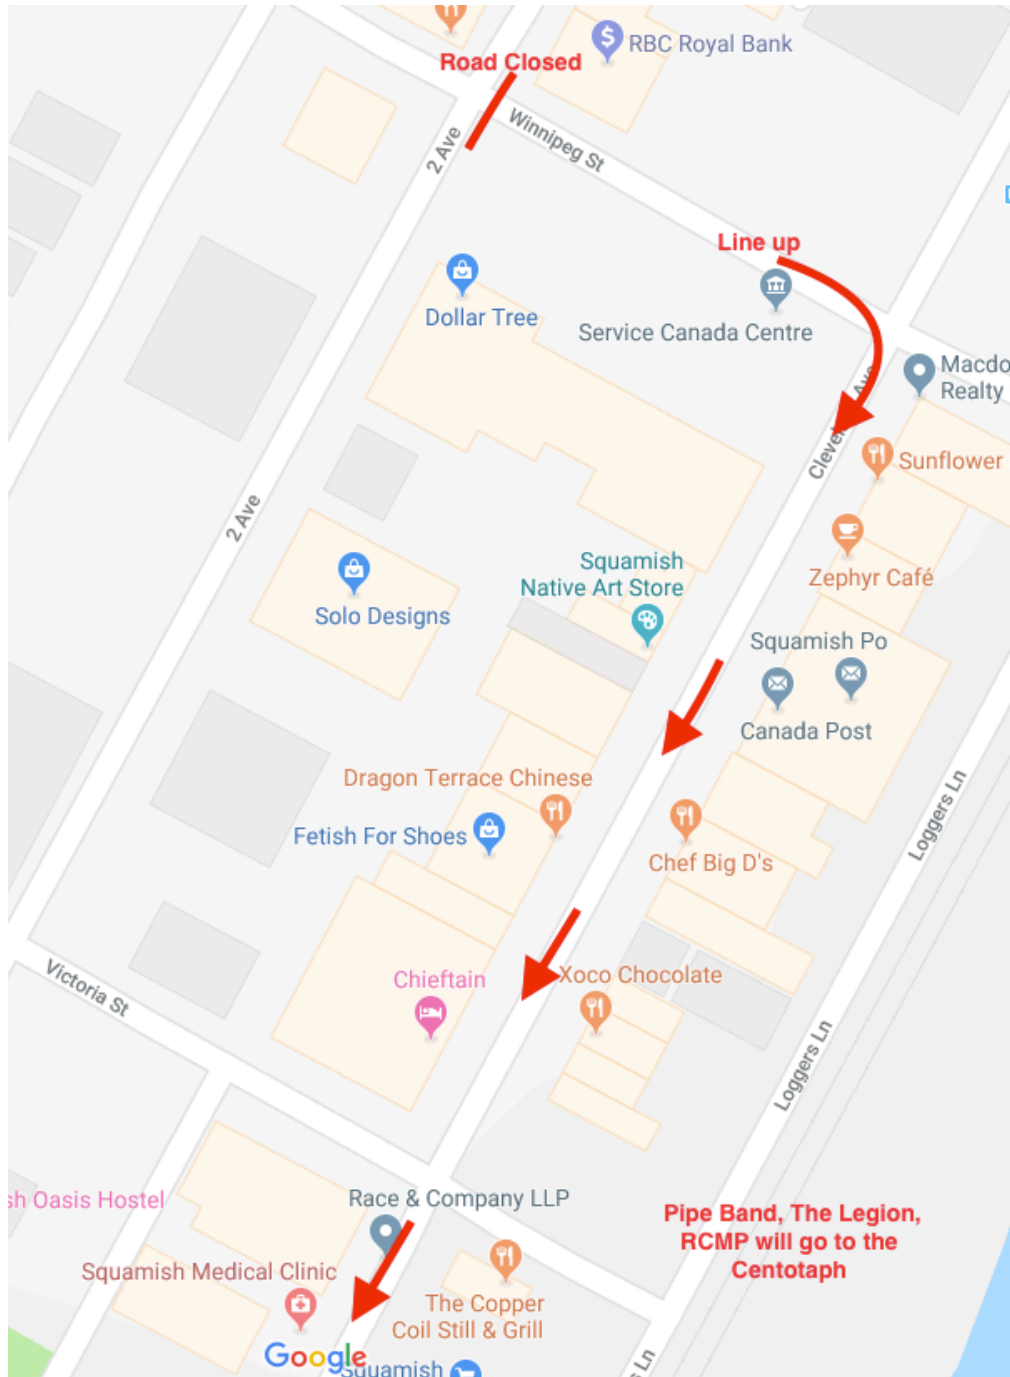 RBC Royal Bank
Road Closed
Winnipeg St
2 Ave
Line up
Dollar Tree
Service Canada Centre
Macdo
Realty
Sunflower
2 Ave
Squamish
Native Art Store
Zephyr Café
Solo Designs
Squamish Po
Canada Post
Dragon Terrace Chinese
Fetish For Shoes
Chef Big D's
Loggers Ln
Victoria St
Chieftain
Xoco Chocolate
Loggers Ln
sh Oasis Hostel
Race & Company LLP
Pipe Band, The Legion,
RCMP will go to the
Centotaph
Squamish Medical Clinic
The Copper
Coil Still & Grill
Google
Squamish
Ln